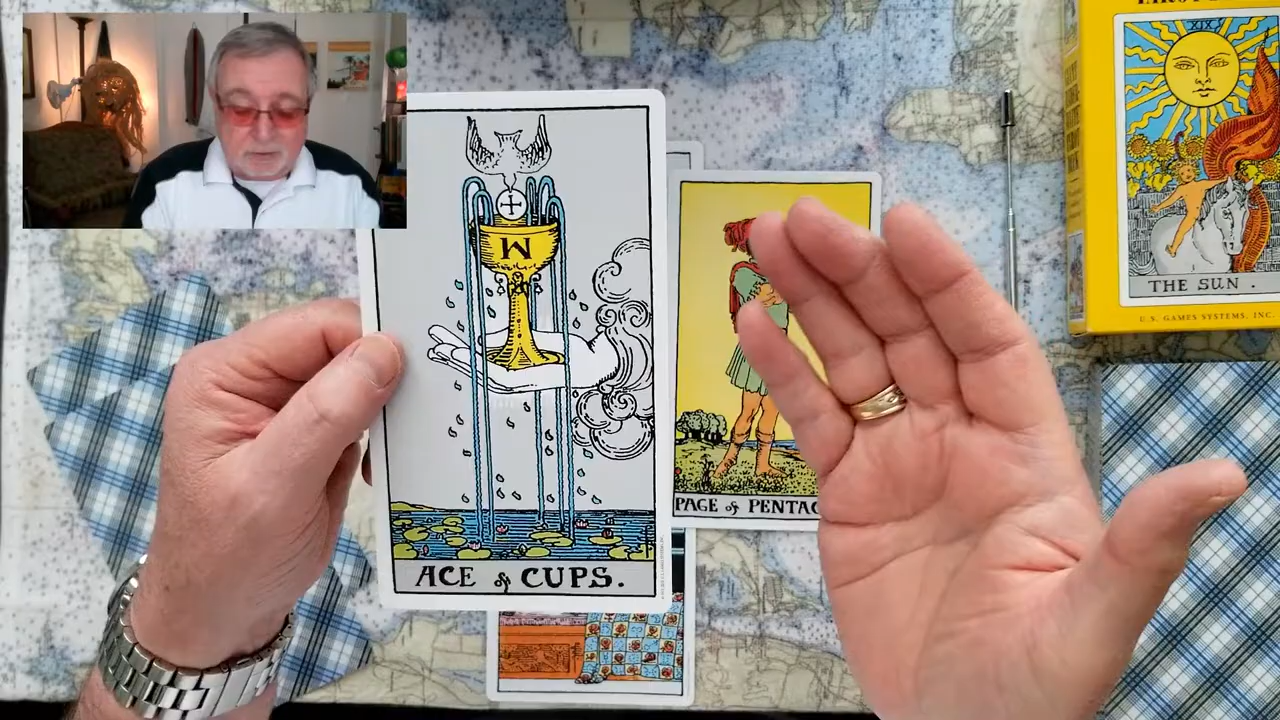 W
ACE of CUPS.
PAGE of PENTAC
XIX
THE SUN .
U.S. GAMES SYSTEMS, INC.